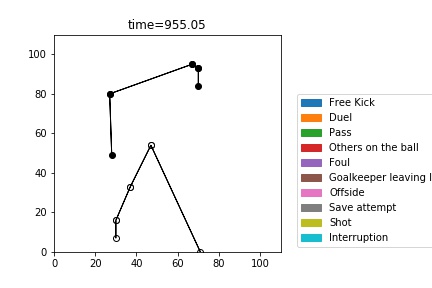 time=955.05
100
80
60
40
20
0
0 20 40 60 80 100
Free Kick
Duel
Pass
Others on the ball
Foul
Goalkeeper leaving l
Offside
Save attempt
Shot
Interruption